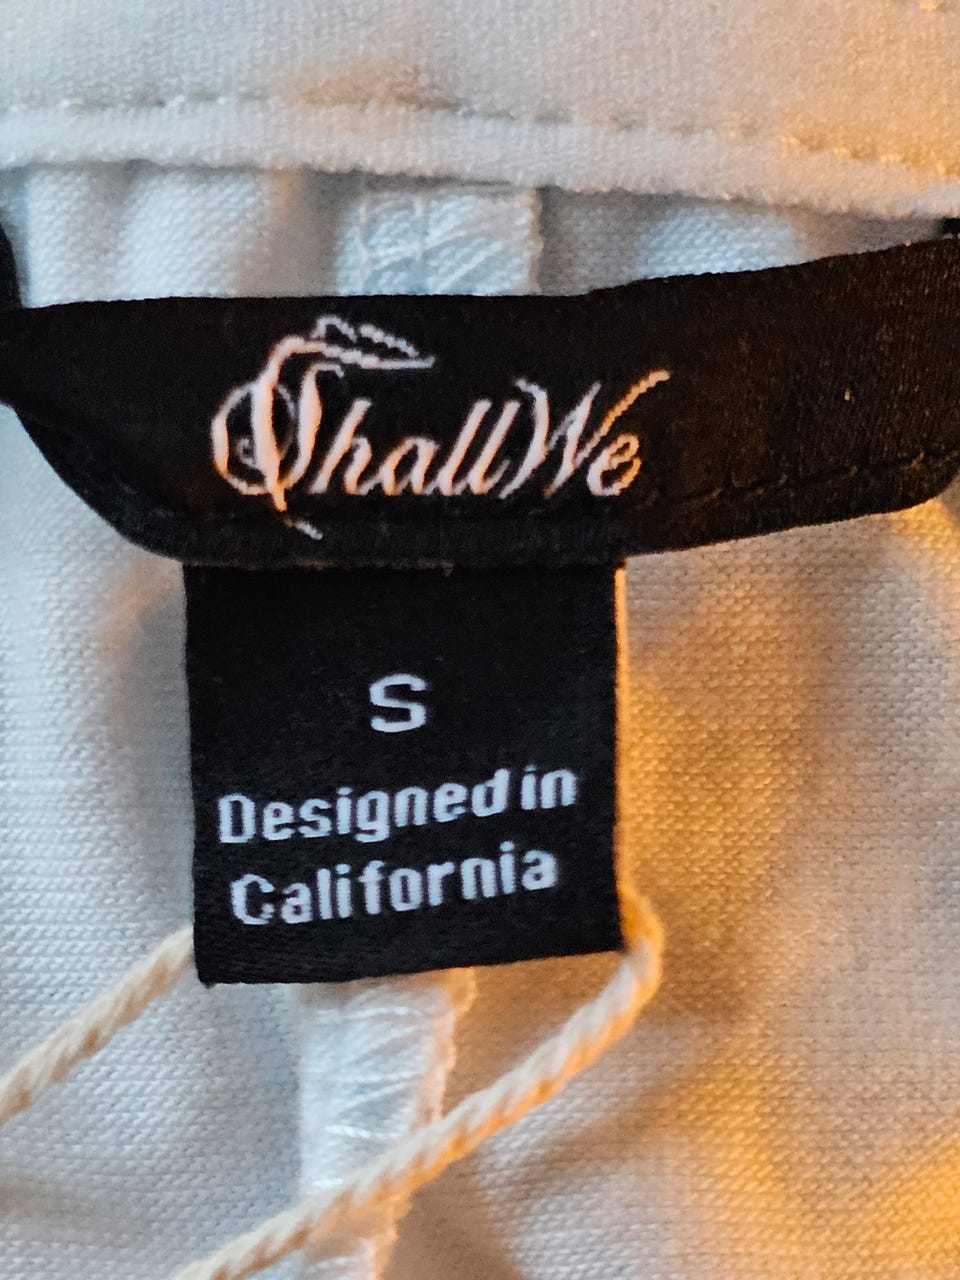 ShallWe
S
Designed in
California